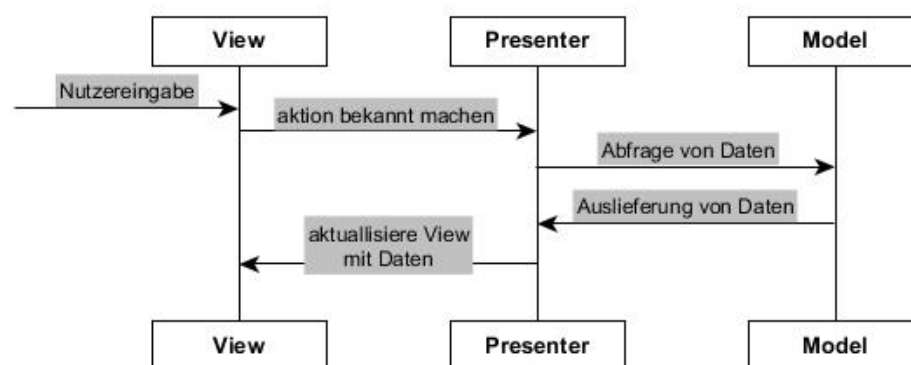 View
Presenter
Model
Nutzereingabe
aktion bekannt machen
Abfrage von Daten
Auslieferung von Daten
aktuallisiere View
mit Daten
View
Presenter
Model